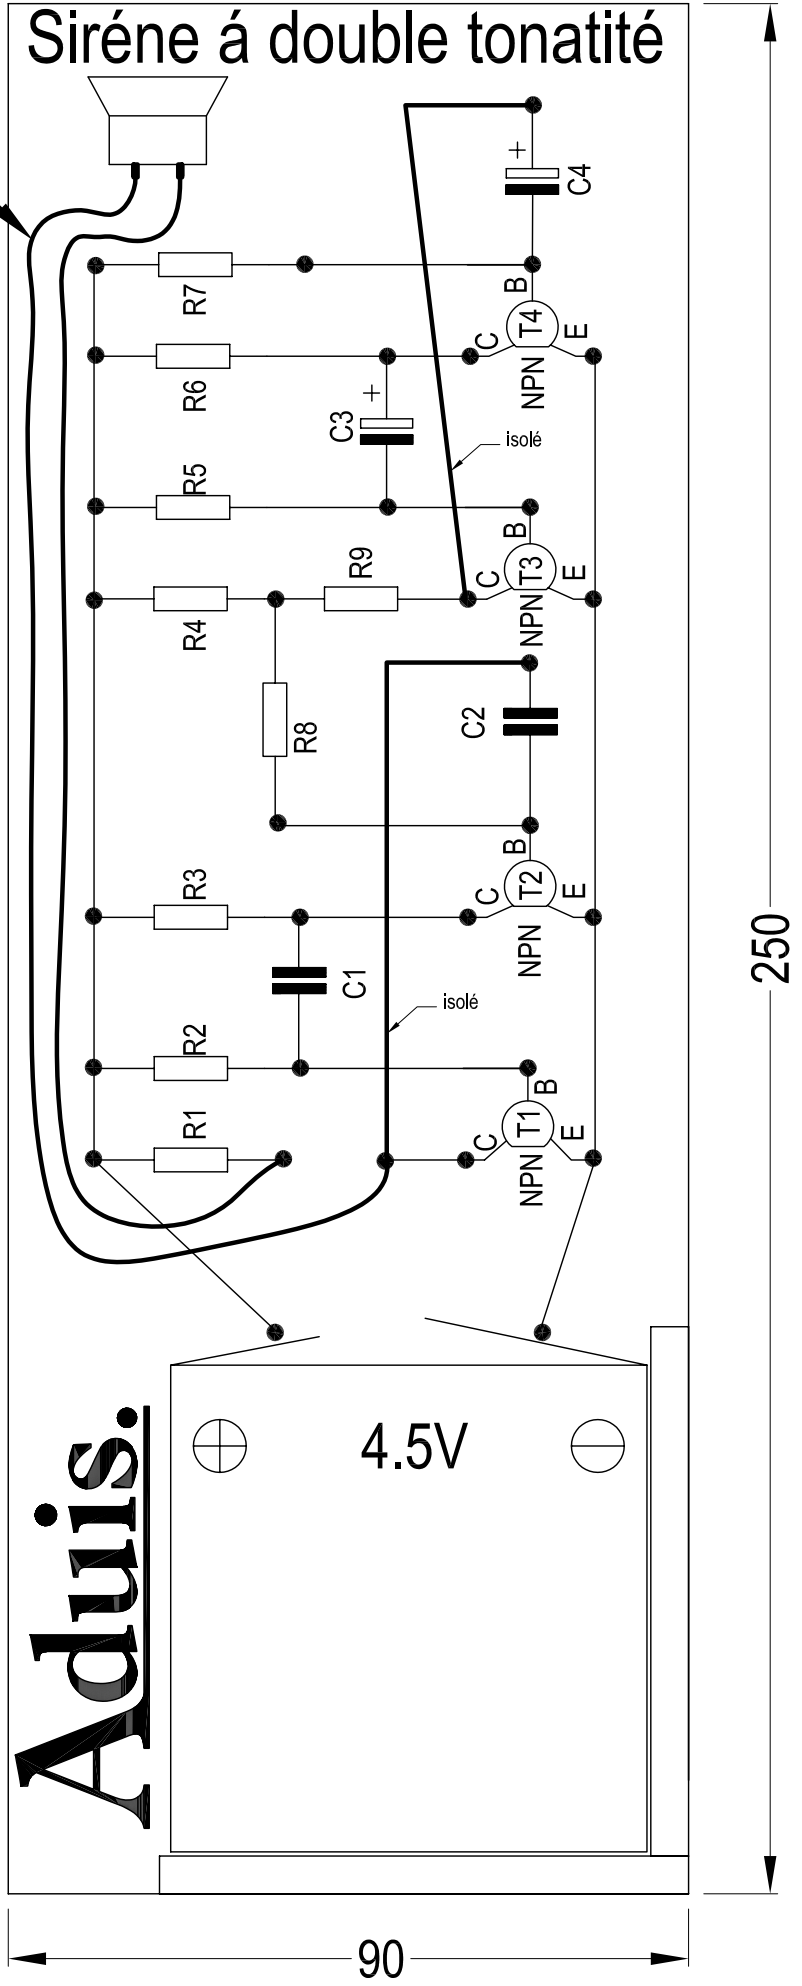 Siréne á double tonatité
+
C4
R7
B
T4
C
E
NPN
R6
+
C3
isolé
R5
B
R9
C
T3
E
NPN
R4
C2
R8
B
R3
C
T2
E
NPN
C1
isolé
R2
B
R1
T1
C
E
NPN
250
4.5V
Aduis.
90